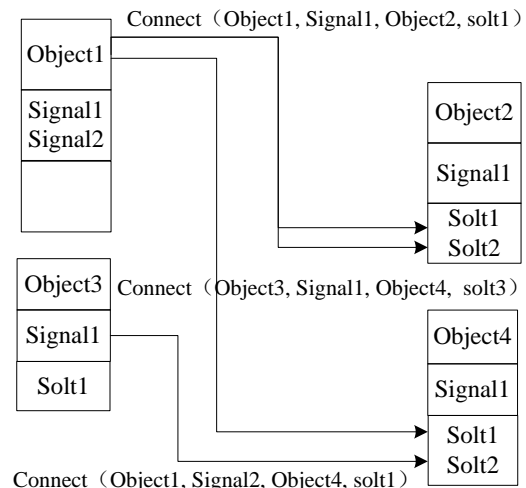 Connect（Object1, Signal1, Object2, solt1）
Object1
Signal1
Signal2
Object2
Signal1
Solt1
Solt2
Object3
Signal1
Solt1
Connect（Object3, Signal1, Object4, solt3）
Object4
Signal1
Solt1
Solt2
Connect（Object1, Signal2, Object4, solt1）